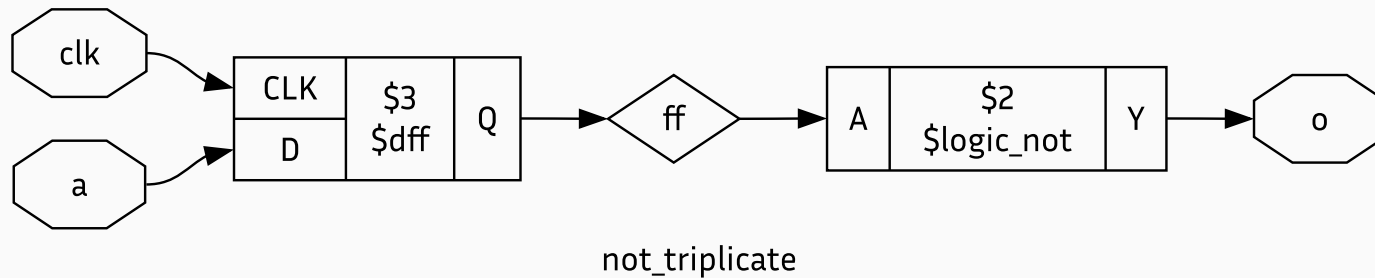 clk
CLK
$3
$dff
Q
D
a
ff
A
$2
$logic_not
Y
o
not_triplicate